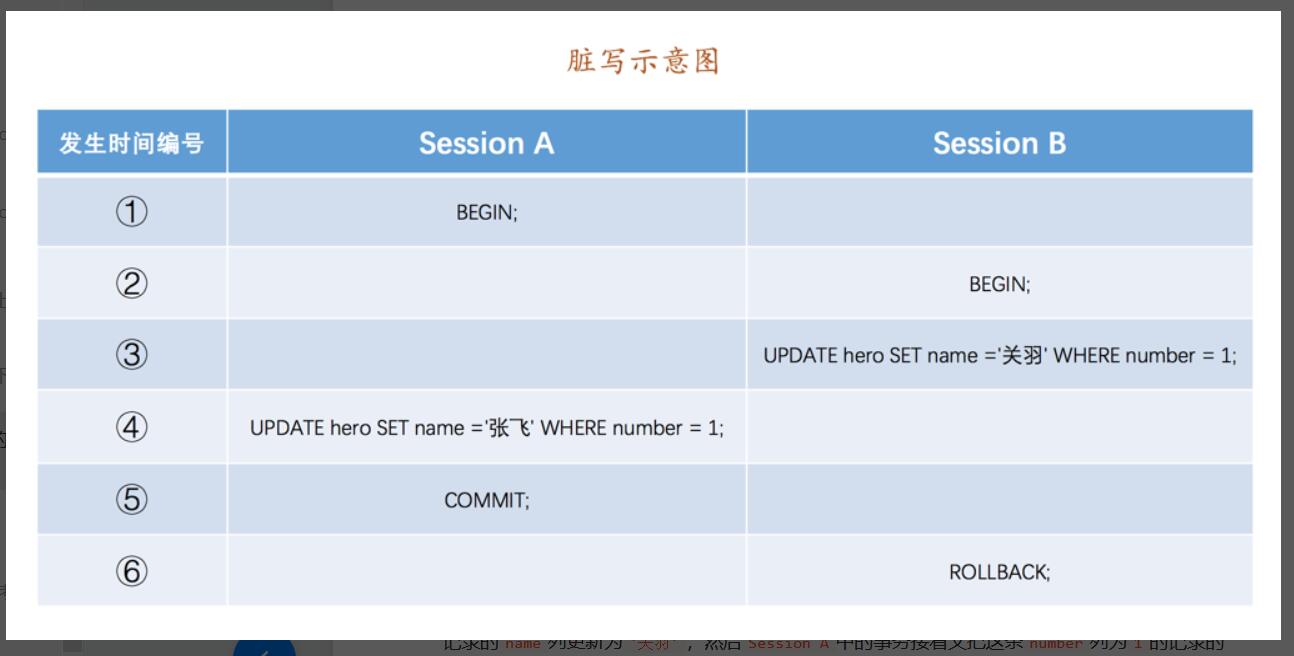 脏写示意图
发生时间编号 Session A Session B
① BEGIN;
② BEGIN;
③ UPDATE hero SET name ='关羽' WHERE number = 1;
④ UPDATE hero SET name ='张飞' WHERE number = 1;
⑤ COMMIT;
⑥ ROLLBACK;
记录的 name 列更新为 '关羽' ，然后 Session A 中的事务接着又把这条 number 列为 1 的记录的